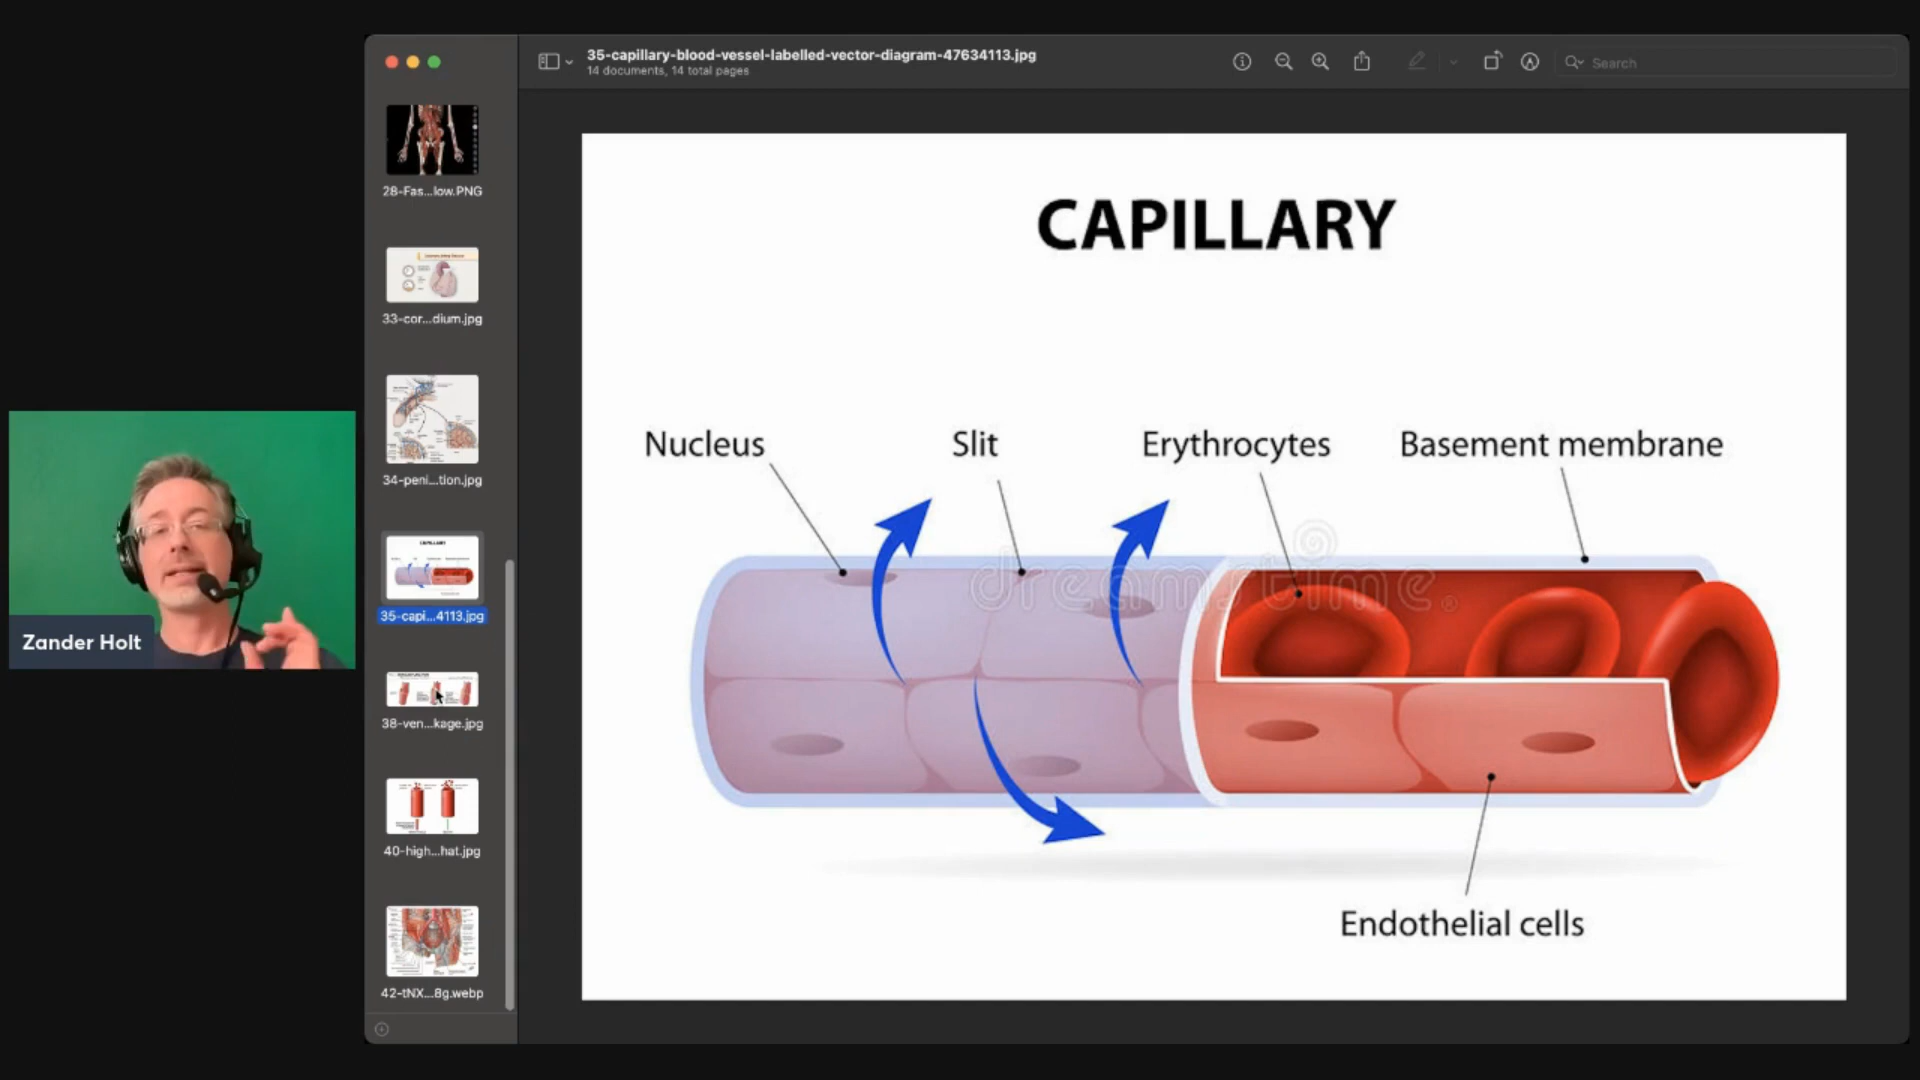 35-capillary-blood-vessel-labelled-vector-diagram-47634113.jpg
14 documents, 14 total pages
Search
28-Fas...low.PNG
33-cor...dium.jpg
34-peni...tion.jpg
35-capi...4113.jpg
38-ven...kage.jpg
40-high...hat.jpg
42-tNX...8g.webp
Zander Holt
CAPILLARY
Nucleus
Slit
Erythrocytes
Basement membrane
dreamstime.
Endothelial cells